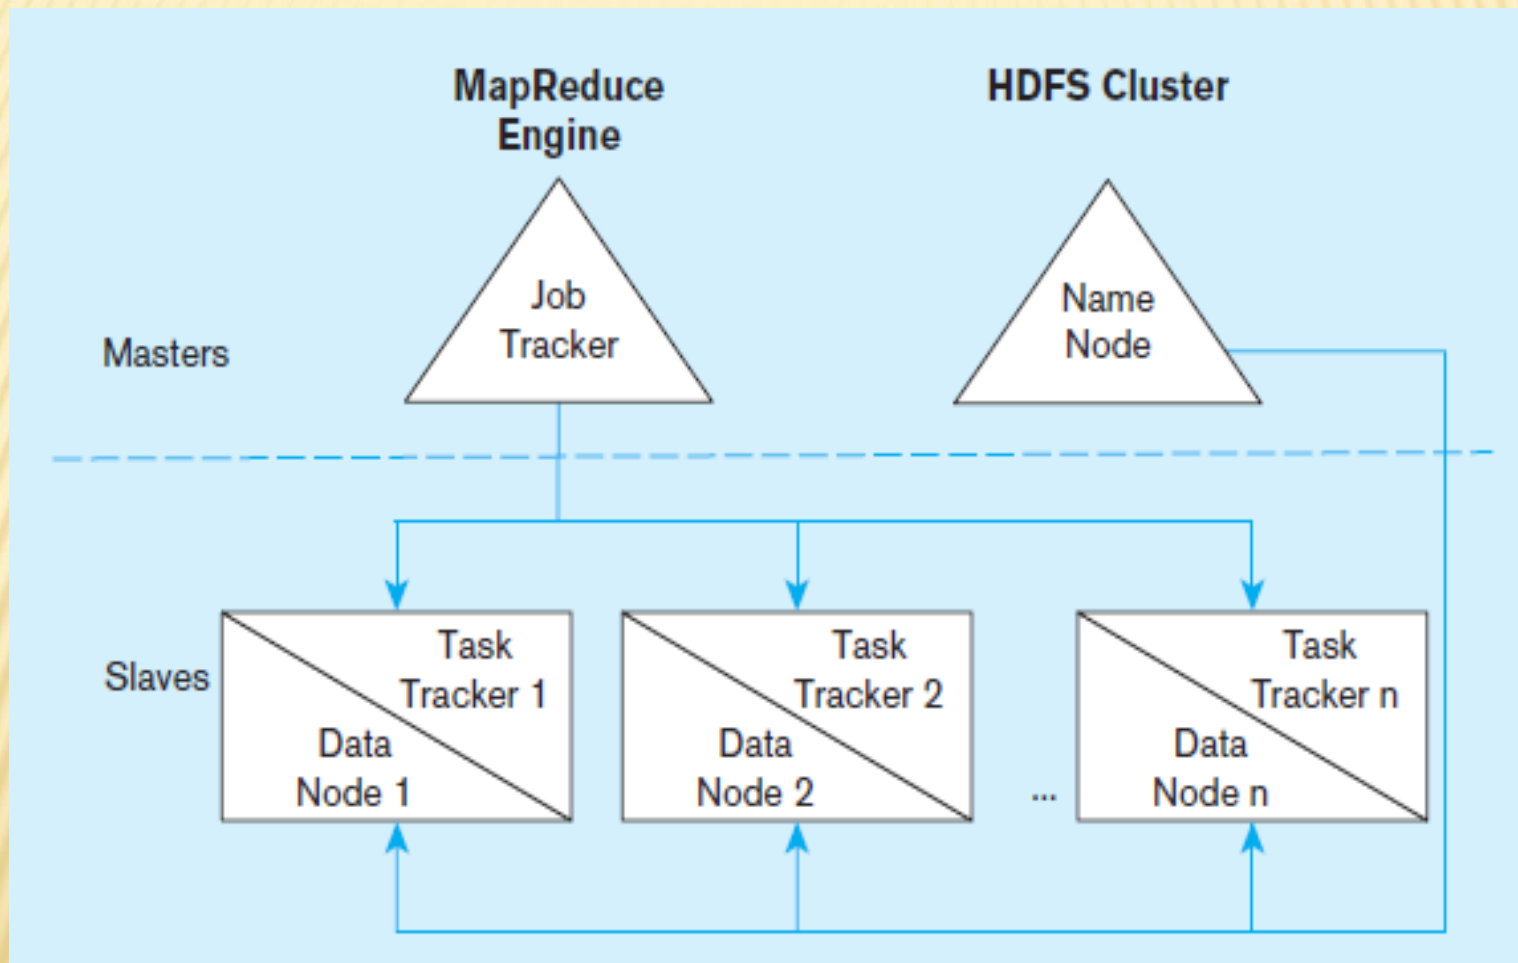 MapReduce
Engine
HDFS Cluster
Job
Tracker
Name
Node
Masters
Slaves
Task
Tracker 1
Data
Node 1
Task
Tracker 2
Data
Node 2
...
Task
Tracker n
Data
Node n